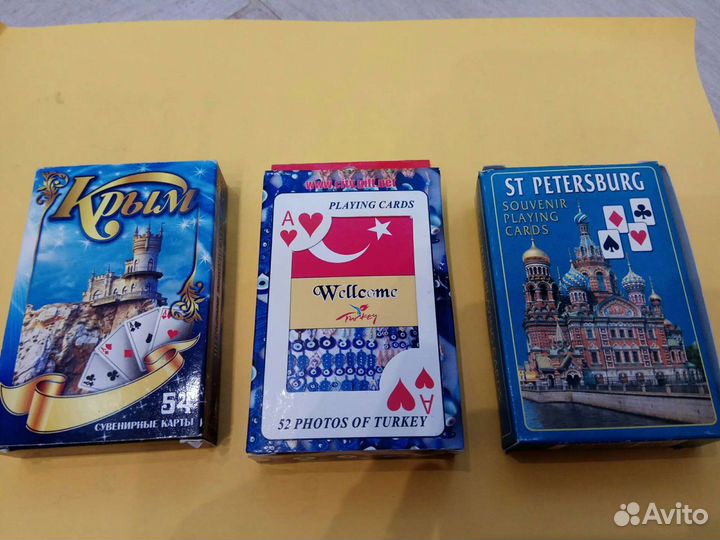 Крым
54
СУВЕНИРНЫЕ КАРТЫ
PLAYING CARDS
A
Wellcome
Turkey
A
52 PHOTOS OF TURKEY
ST PETERSBURG
SOUVENIR
PLAYING
CARDS
Avito